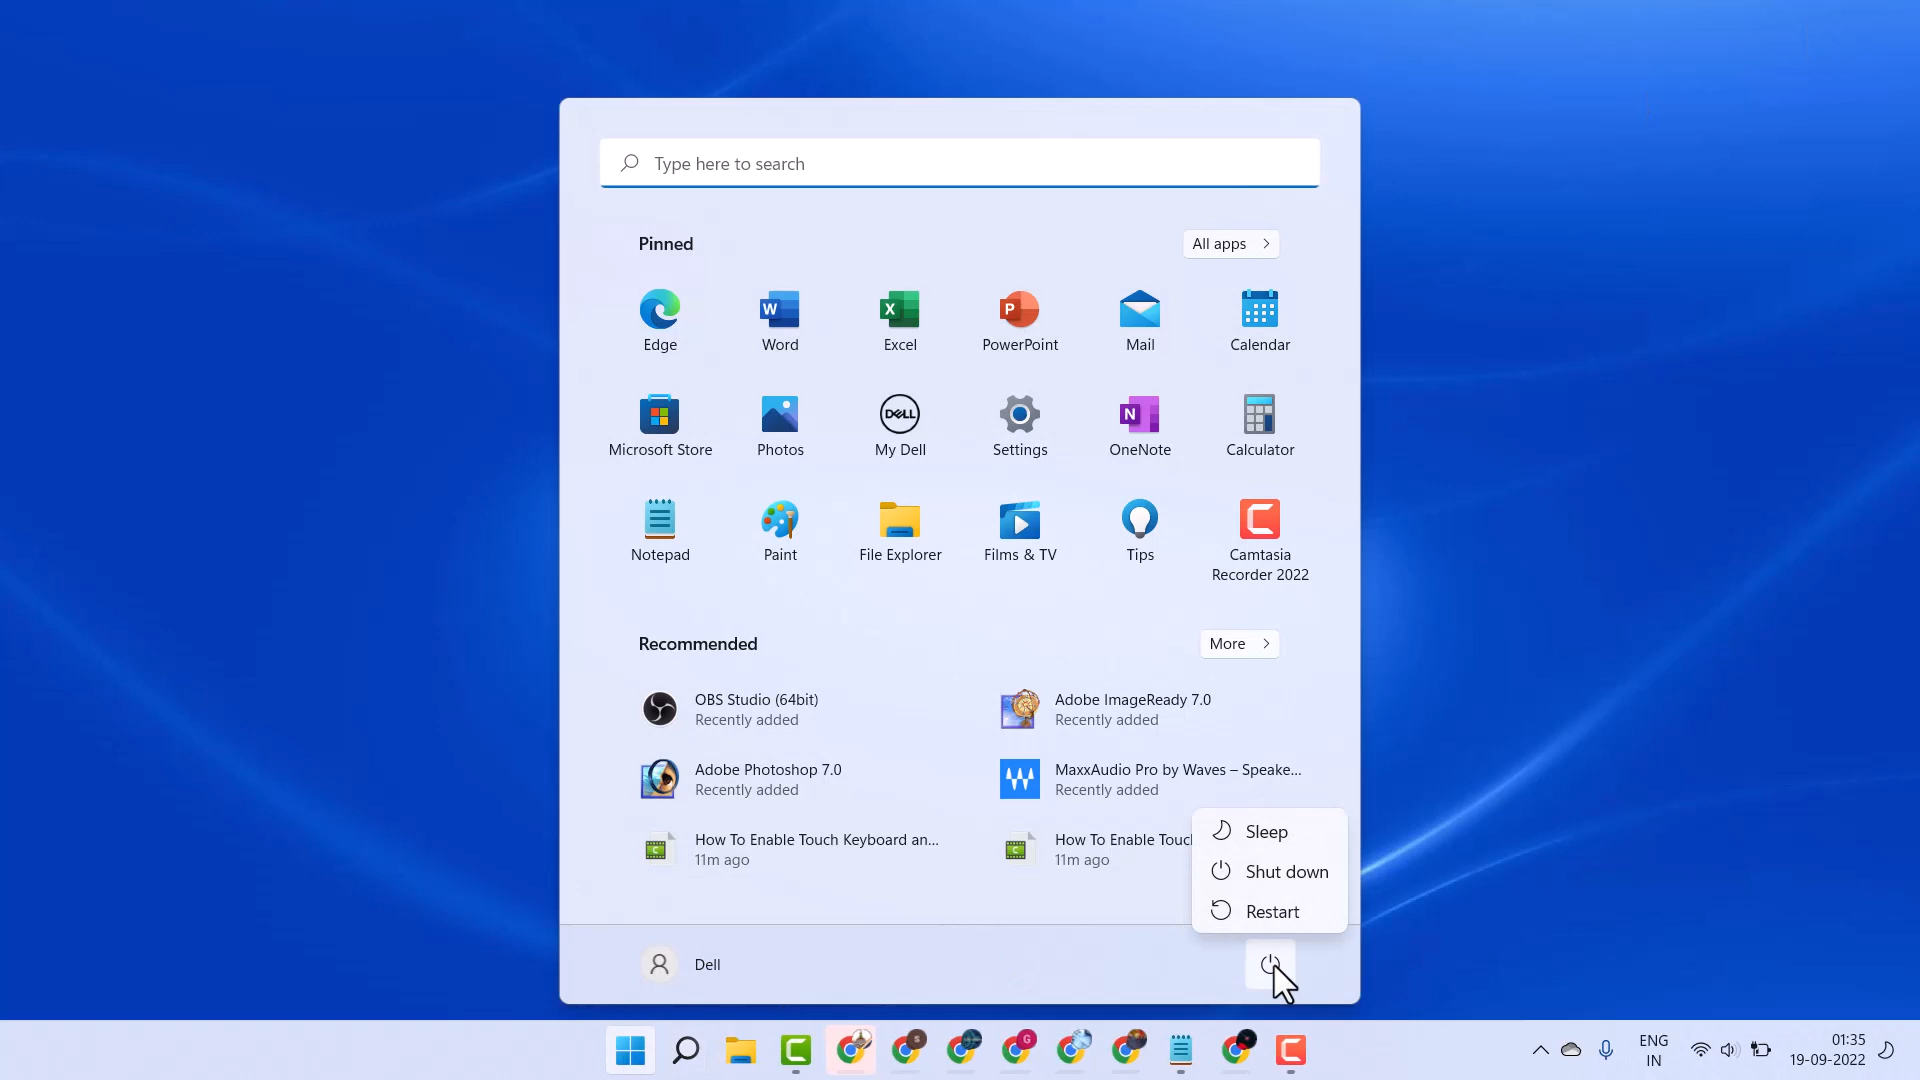 Type here to search
Pinned
All apps
Edge
Word
Excel
PowerPoint
Mail
Calendar
Microsoft Store
Photos
My Dell
Settings
OneNote
Calculator
Notepad
Paint
File Explorer
Films & TV
Tips
Camtasia
Recorder 2022
Recommended
More
OBS Studio (64bit)
Recently added
Adobe ImageReady 7.0
Recently added
Adobe Photoshop 7.0
Recently added
MaxxAudio Pro by Waves – Speake...
Recently added
How To Enable Touch Keyboard an...
11m ago
How To Enable Touc
11m ago
Sleep
Shut down
Restart
Dell
ENG
IN
01:35
19-09-2022